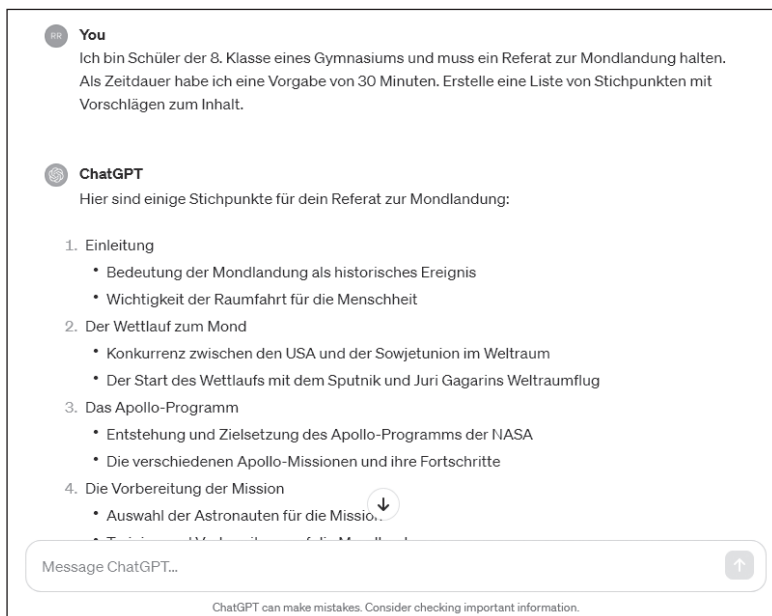 RR You
Ich bin Schüler der 8. Klasse eines Gymnasiums und muss ein Referat zur Mondlandung halten.
Als Zeitdauer habe ich eine Vorgabe von 30 Minuten. Erstelle eine Liste von Stichpunkten mit
Vorschlägen zum Inhalt.
ChatGPT
Hier sind einige Stichpunkte für dein Referat zur Mondlandung:
1. Einleitung
• Bedeutung der Mondlandung als historisches Ereignis
• Wichtigkeit der Raumfahrt für die Menschheit
2. Der Wettlauf zum Mond
• Konkurrenz zwischen den USA und der Sowjetunion im Weltraum
• Der Start des Wettlaufs mit dem Sputnik und Juri Gagarins Weltraumflug
3. Das Apollo-Programm
• Entstehung und Zielsetzung des Apollo-Programms der NASA
• Die verschiedenen Apollo-Missionen und ihre Fortschritte
4. Die Vorbereitung der Mission
• Auswahl der Astronauten für die Mission
Message ChatGPT...
ChatGPT can make mistakes. Consider checking important information.